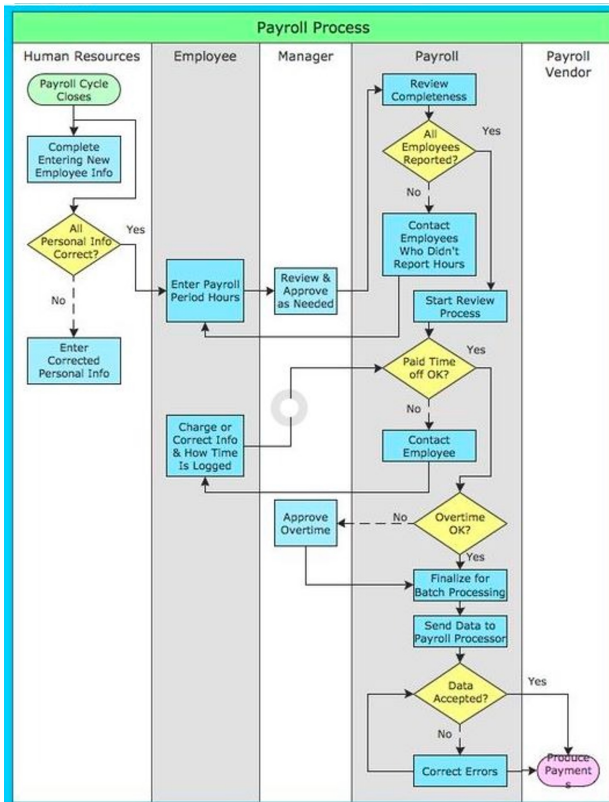 Payroll Process
Human Resources
Employee
Manager
Payroll
Payroll
Vendor
Payroll Cycle
Closes
Review
Completeness
Complete
Entering New
Employee Info
All
Employees
Reported?
Yes
No
All
Personal Info
Correct?
Yes
Contact
Employees
Who Didn't
Report Hours
Enter Payroll
Period Hours
Review &
Approve
as Needed
No
Start Review
Process
Enter
Corrected
Personal Info
Paid Time
off OK?
Yes
No
Charge or
Correct Info
& How Time
Is Logged
Contact
Employee
Approve
Overtime
No
Overtime
OK?
Yes
Finalize for
Batch Processing
Send Data to
Payroll Processor
Data
Accepted?
Yes
No
Correct Errors
Produce
Payment
s